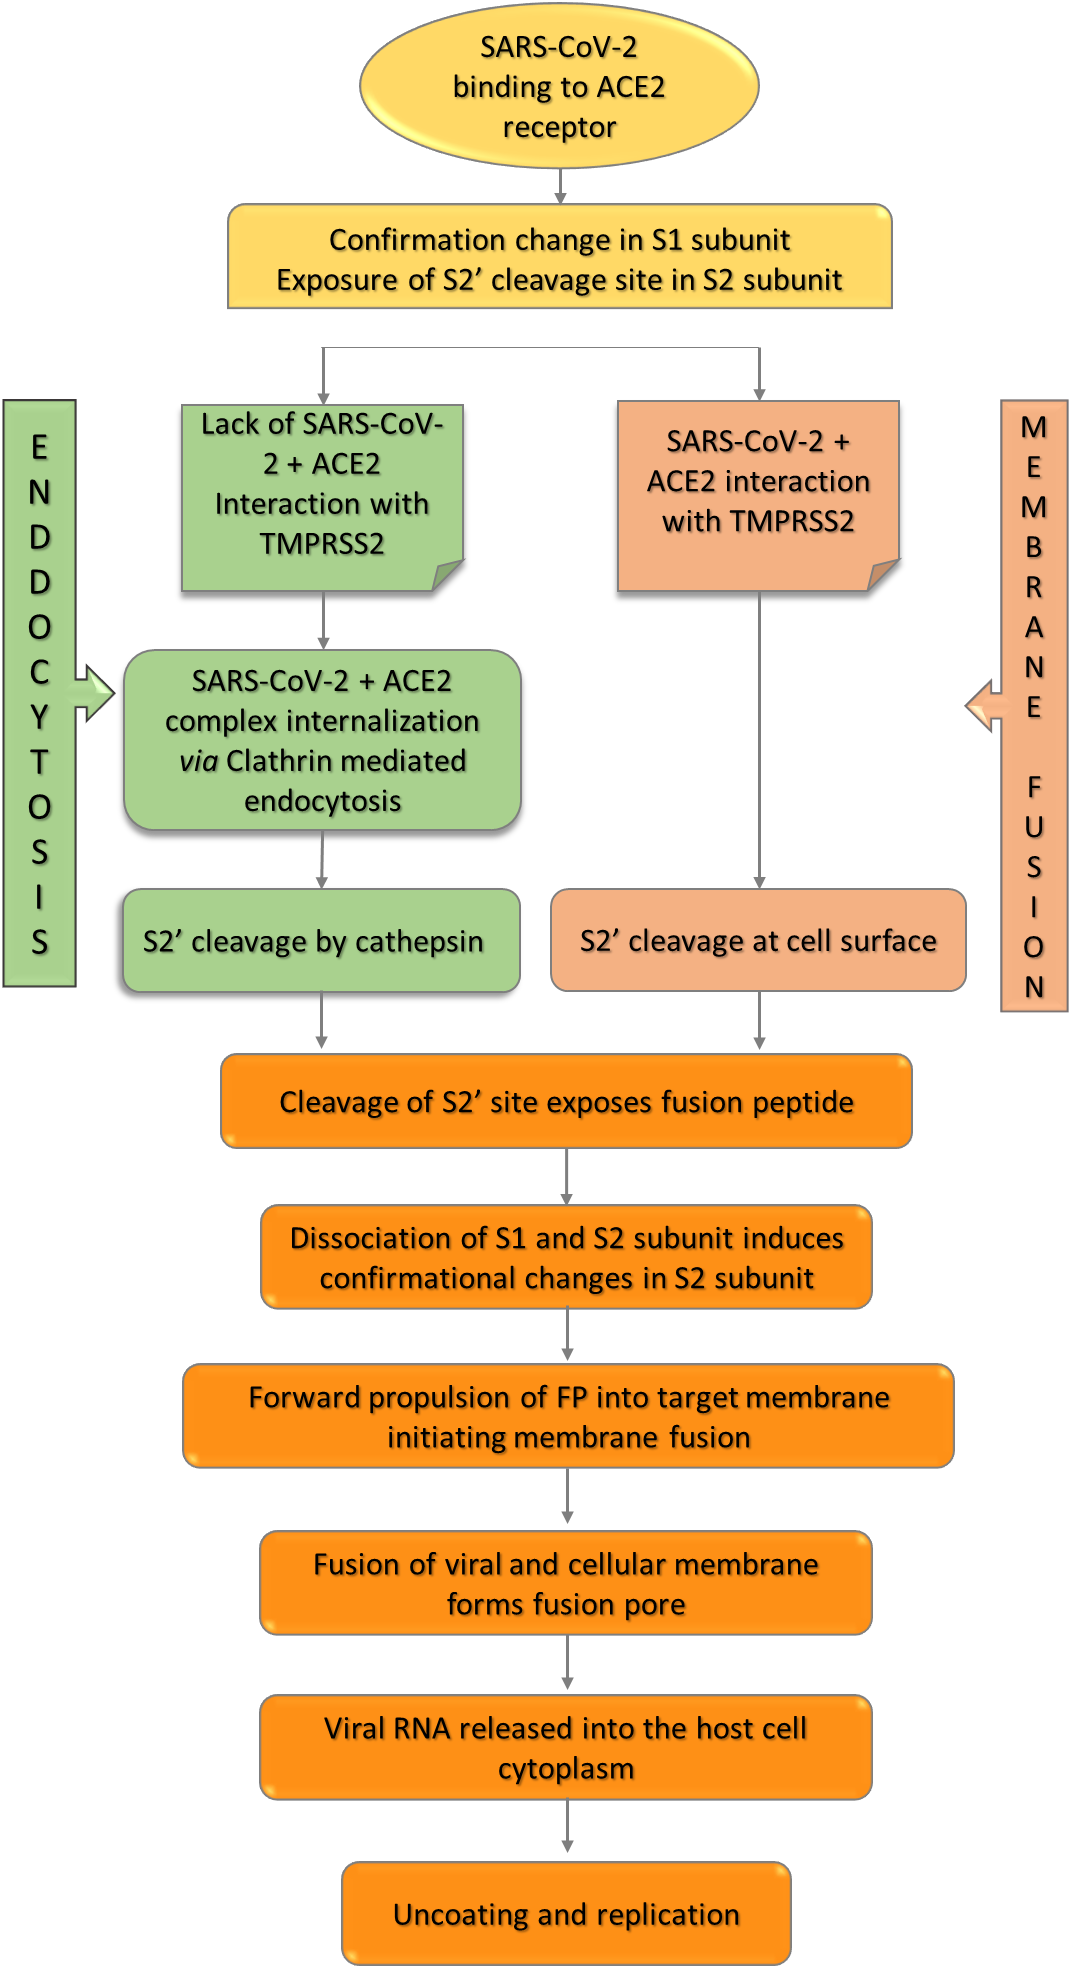 SARS-CoV-2
binding to ACE2
receptor
Confirmation change in S1 subunit
Exposure of S2’ cleavage site in S2 subunit
ENDDOCYTOSIS
Lack of SARS-CoV-
2 + ACE2
Interaction with
TMPRSS2
SARS-CoV-2 +
ACE2 interaction
with TMPRSS2
MEMBRANE FUSION
SARS-CoV-2 + ACE2
complex internalization
via Clathrin mediated
endocytosis
S2’ cleavage by cathepsin
S2’ cleavage at cell surface
Cleavage of S2’ site exposes fusion peptide
Dissociation of S1 and S2 subunit induces
confirmational changes in S2 subunit
Forward propulsion of FP into target membrane
initiating membrane fusion
Fusion of viral and cellular membrane
forms fusion pore
Viral RNA released into the host cell
cytoplasm
Uncoating and replication